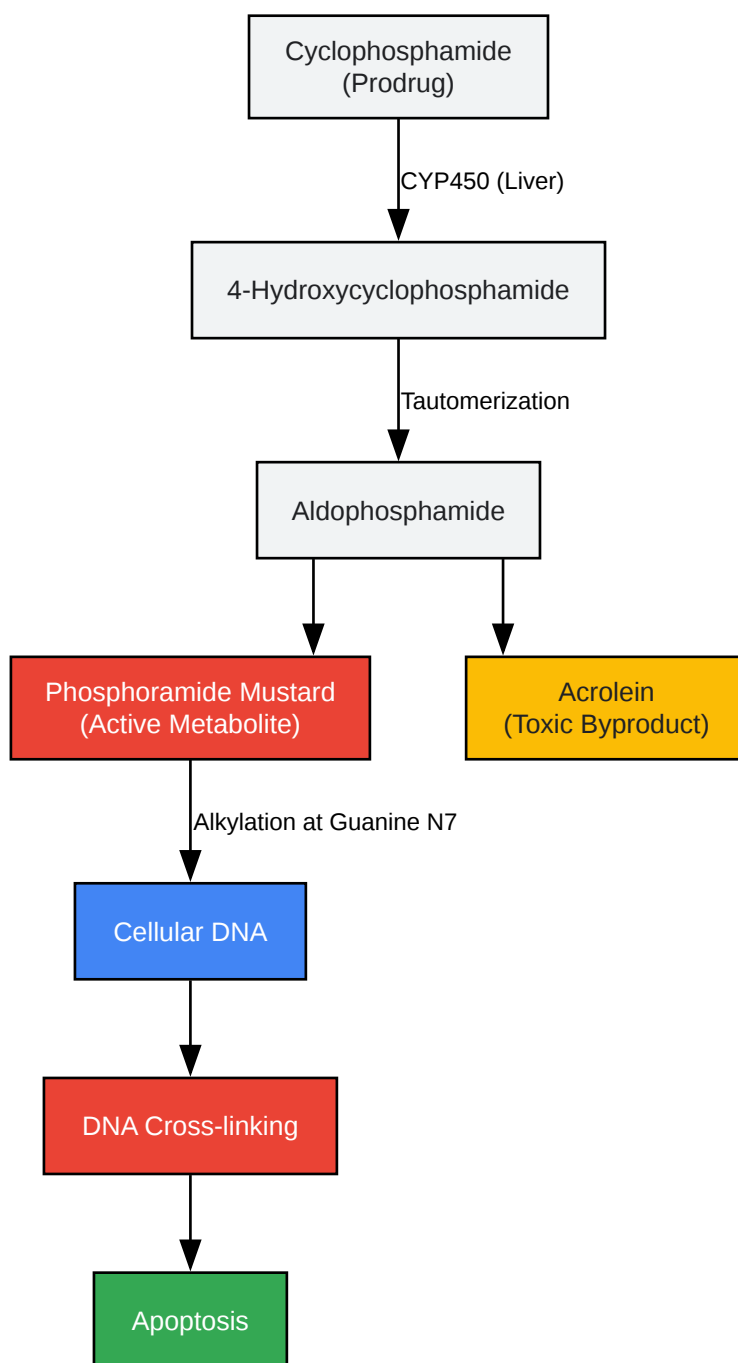 Cyclophosphamide
(Prodrug)
CYP450 (Liver)
4-Hydroxycyclophosphamide
Tautomerization
Aldophosphamide
Phosphoramide Mustard
(Active Metabolite)
Acrolein
(Toxic Byproduct)
Alkylation at Guanine N7
Cellular DNA
DNA Cross-linking
Apoptosis